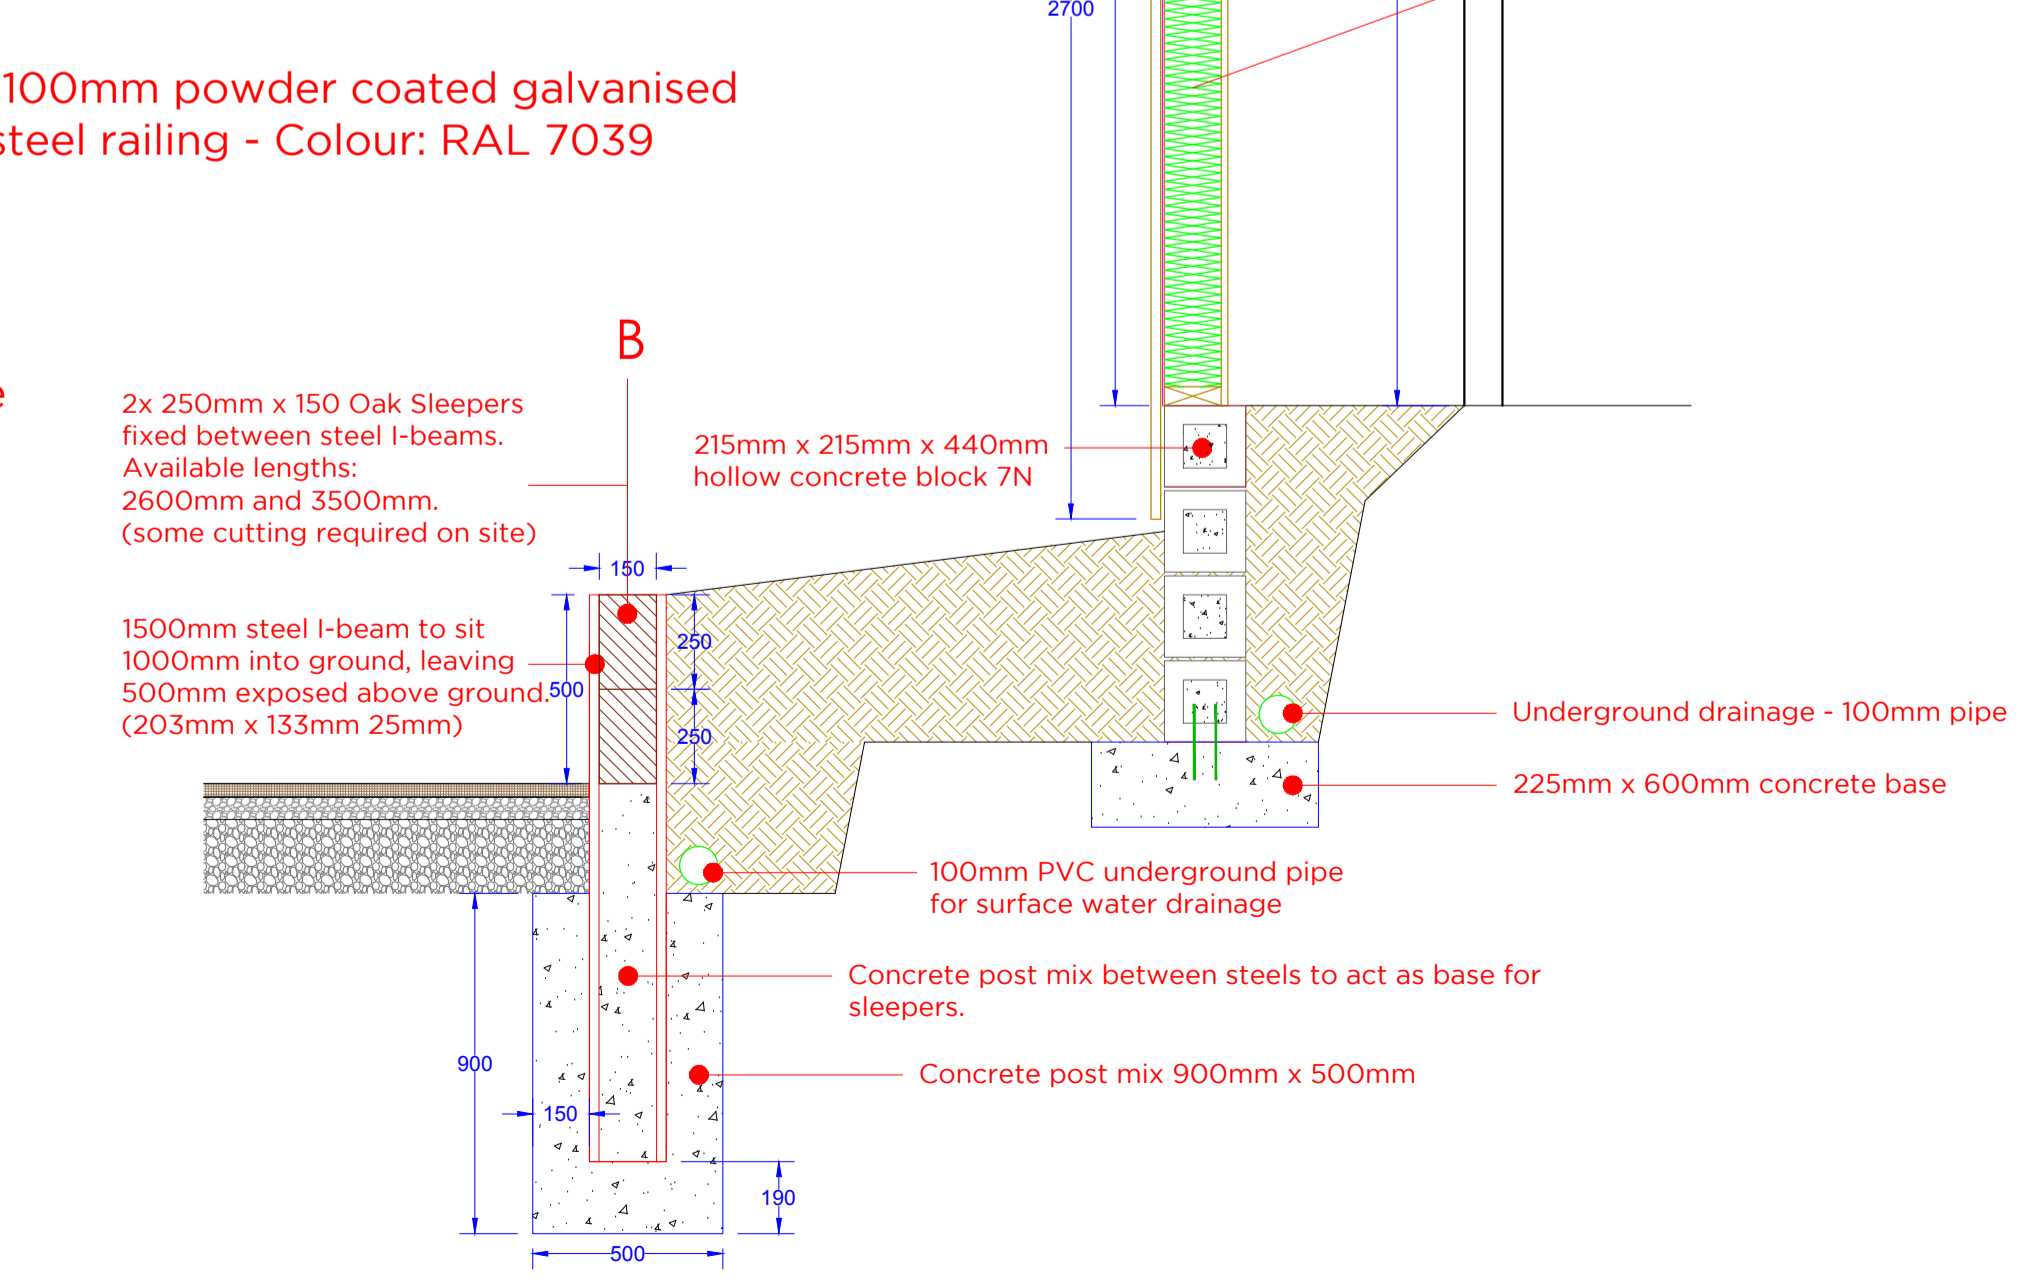 2700
100mm powder coated galvanised
steel railing - Colour: RAL 7039
B
e
2x 250mm x 150 Oak Sleepers
fixed between steel I-beams.
Available lengths:
2600mm and 3500mm.
(some cutting required on site)
215mm x 215mm x 440mm
hollow concrete block 7N
150
1500mm steel I-beam to sit
1000mm into ground, leaving
500mm exposed above ground.
(203mm x 133mm 25mm)
500
250
250
Underground drainage - 100mm pipe
225mm x 600mm concrete base
100mm PVC underground pipe
for surface water drainage
Concrete post mix between steels to act as base for
sleepers.
900
Concrete post mix 900mm x 500mm
150
190
500